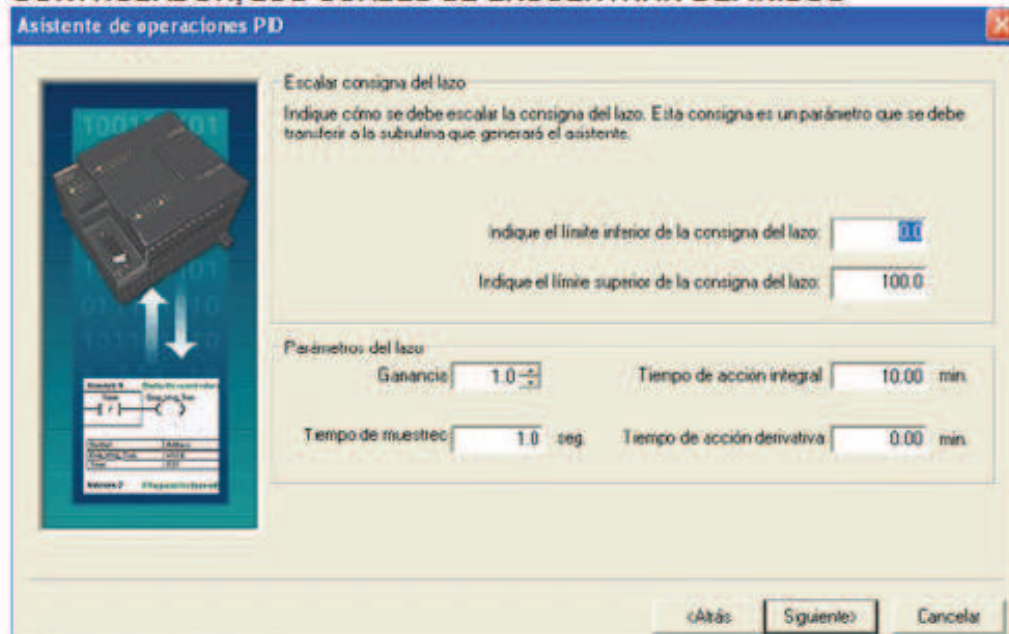 Asistente de operaciones PID
Escalar consigna del lazo
Indique cómo se debe escalar la consigna del lazo. Esta consigna es un parámetro que se debe
transferir a la subrutina que generará el asistente.
Indique el límite inferior de la consigna del lazo: 0.0
Indique el límite superior de la consigna del lazo: 100.0
Parámetros del lazo
Ganancia 1.0 Tiempo de acción integral 10.00 min.
Tiempo de muestreo 1.0 seg. Tiempo de acción derivativa 0.00 min.
<Atrás Siguiente> Cancelar